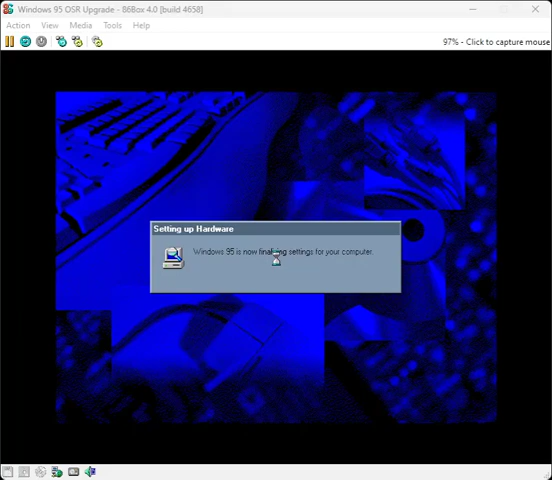 Windows 95 OSR Upgrade - 86Box 4.0 [build 4658]
Action View Media Tools Help
97% - Click to capture mouse
Setting up Hardware
Windows 95 is now finalizing settings for your computer.